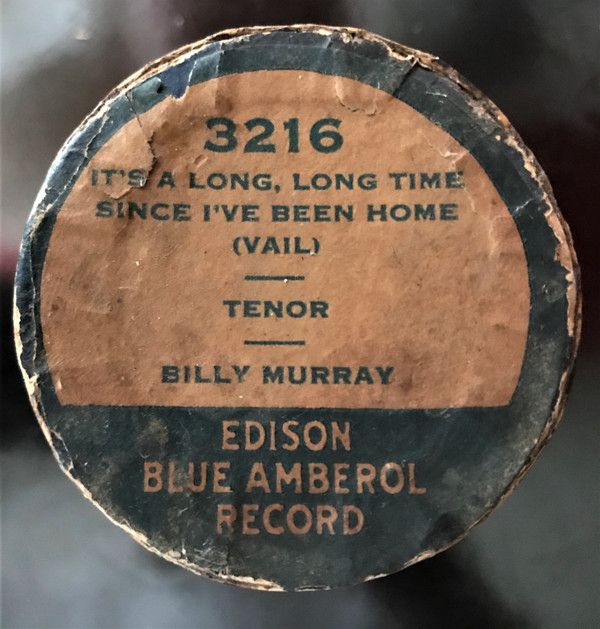 3216
IT'S A LONG, LONG TIME
SINCE I'VE BEEN HOME
(VAIL)
TENOR
BILLY MURRAY
EDISON
BLUE AMBEROL
RECORD